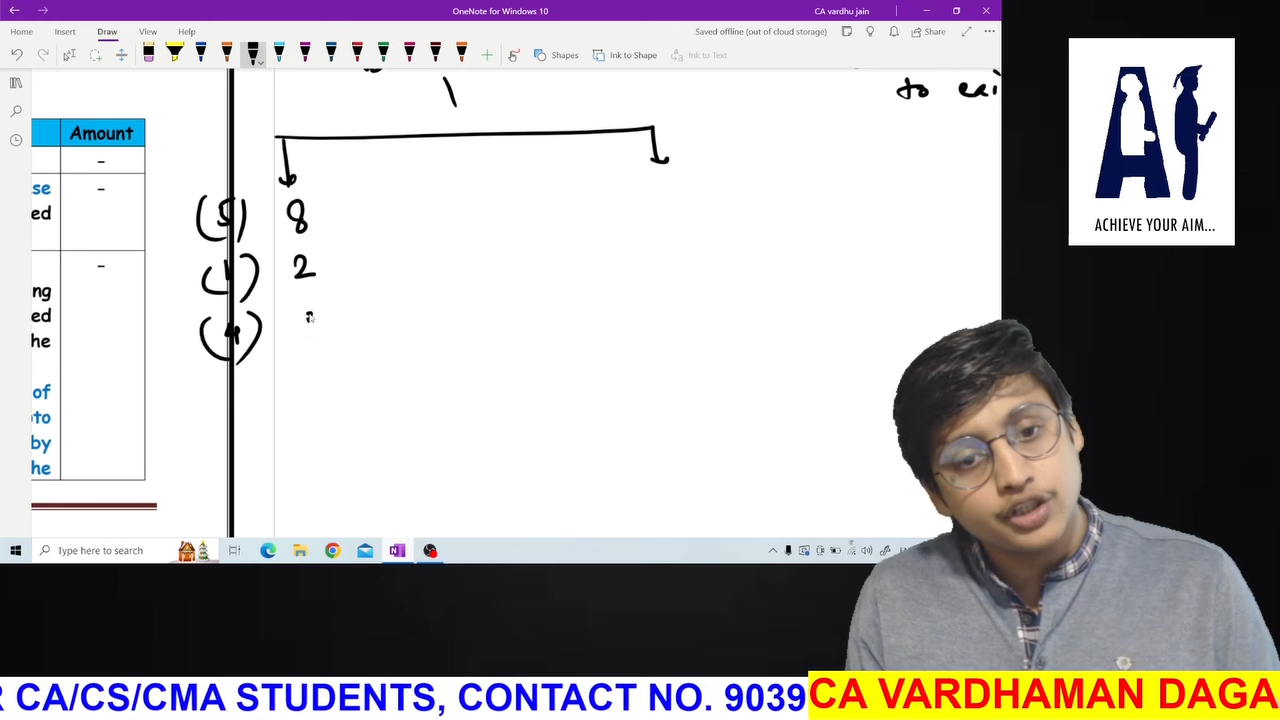 OneNote for Windows 10
CA vardhu jain
Home Insert Draw View Help
Saved offline (out of cloud storage)
Share
Shapes
Ink to Shape
Ink to Text
to exi
Amount
-
se -
ed
-
ng
ed
he
of
oto
by
he
(5) 8
(1) 2
(4)
ACHIEVE YOUR AIM...
Type here to search
R CA/CS/CMA STUDENTS, CONTACT NO. 9039
CA VARDHAMAN DAGA